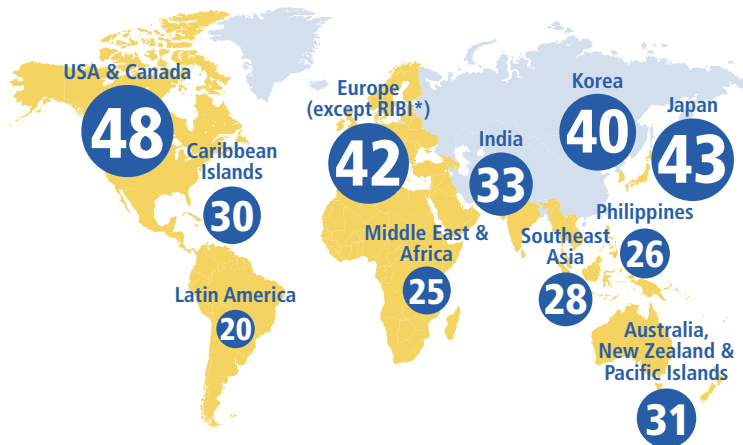 USA & Canada
48
Caribbean
Islands
30
Latin America
20
Europe
(except RIBI*)
42
Middle East &
Africa
25
India
33
Korea
40
Japan
43
Philippines
26
Southeast
Asia
28
Australia,
New Zealand &
Pacific Islands
31